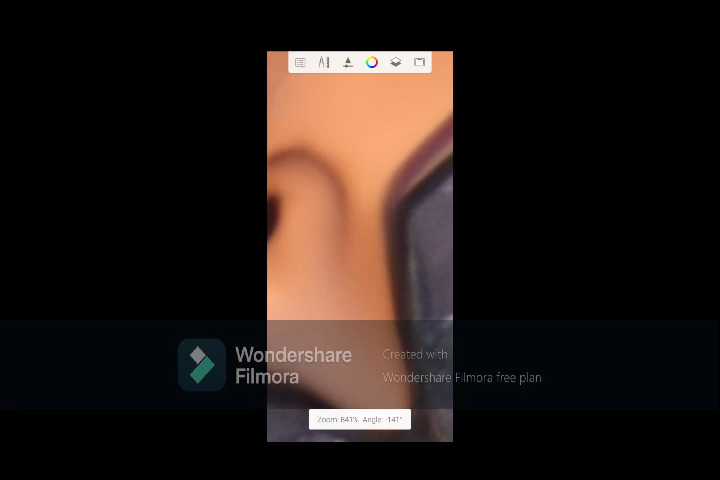 Wondershare
Filmora
Created with
Wondershare Filmora free plan
Zoom: 841%, Angle: -141°